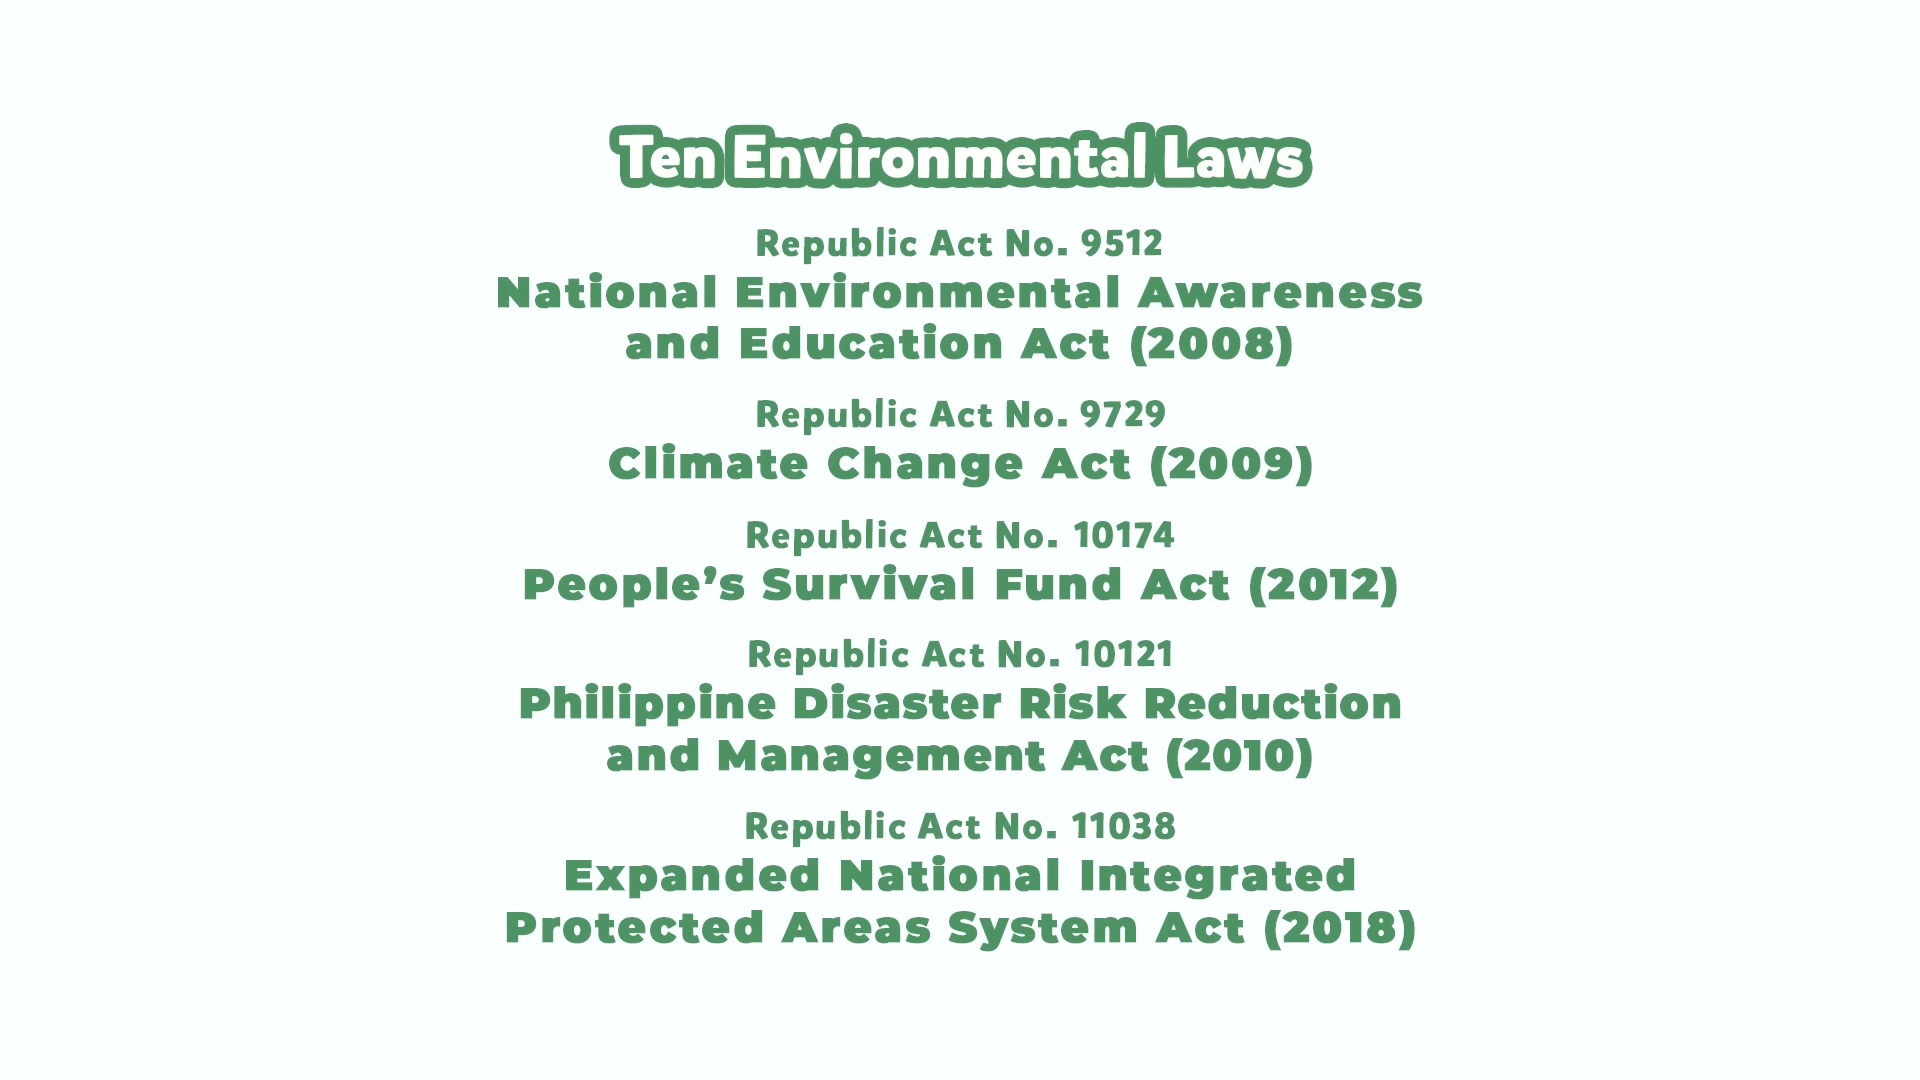 Ten Environmental Laws
Republic Act No. 9512
National Environmental Awareness
and Education Act (2008)
Republic Act No. 9729
Climate Change Act (2009)
Republic Act No. 10174
People’s Survival Fund Act (2012)
Republic Act No. 10121
Philippine Disaster Risk Reduction
and Management Act (2010)
Republic Act No. 11038
Expanded National Integrated
Protected Areas System Act (2018)